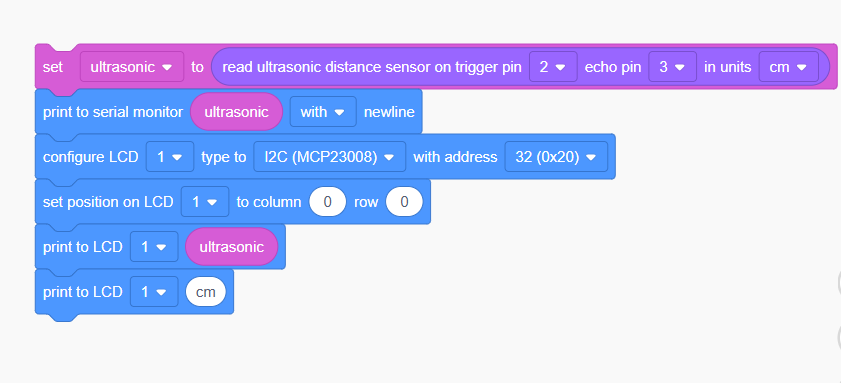 set ultrasonic to read ultrasonic distance sensor on trigger pin 2 echo pin 3 in units cm
print to serial monitor ultrasonic with newline
configure LCD 1 type to I2C (MCP23008) with address 32 (0x20)
set position on LCD 1 to column 0 row 0
print to LCD 1 ultrasonic
print to LCD 1 cm